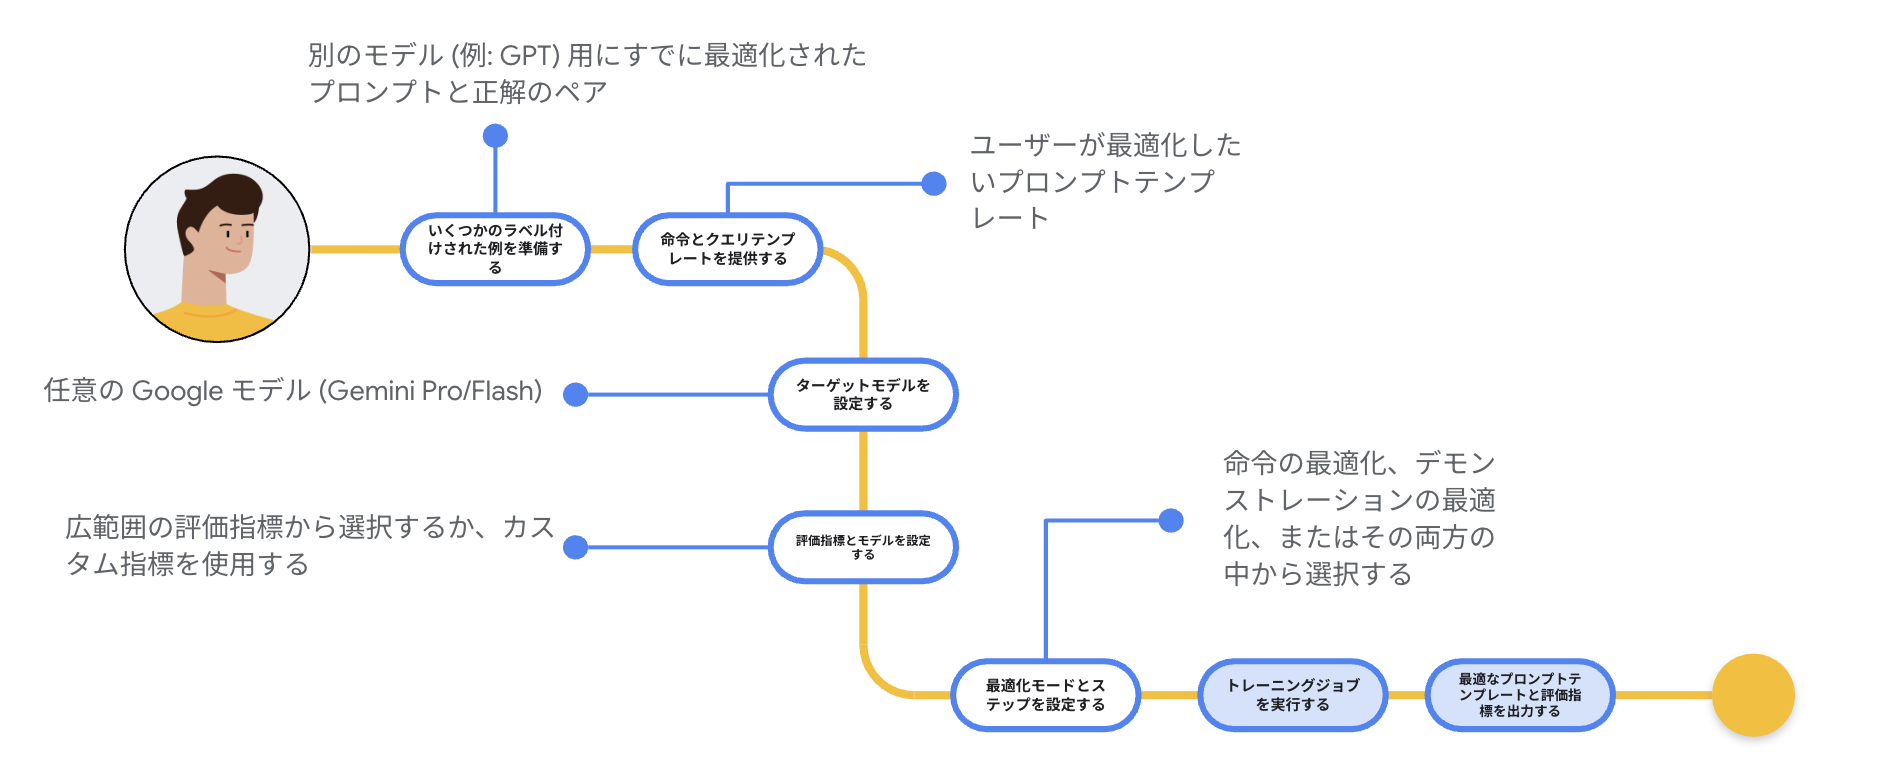 別のモデル (例: GPT) 用にすでに最適化された
プロンプトと正解のペア
ユーザーが最適化した
いプロンプトテンプ
レート
いくつかのラベル付
けされた例を準備す
る
命令とクエリテンプ
レートを提供する
任意の Google モデル (Gemini Pro/Flash)
ターゲットモデルを
設定する
広範囲の評価指標から選択するか、カス
タム指標を使用する
評価指標とモデルを設定
する
命令の最適化、デモン
ストレーションの最適
化、またはその両方の
中から選択する
最適化モードとス
テップを設定する
トレーニングジョブ
を実行する
最適なプロンプトテ
ンプレートと評価指
標を出力する